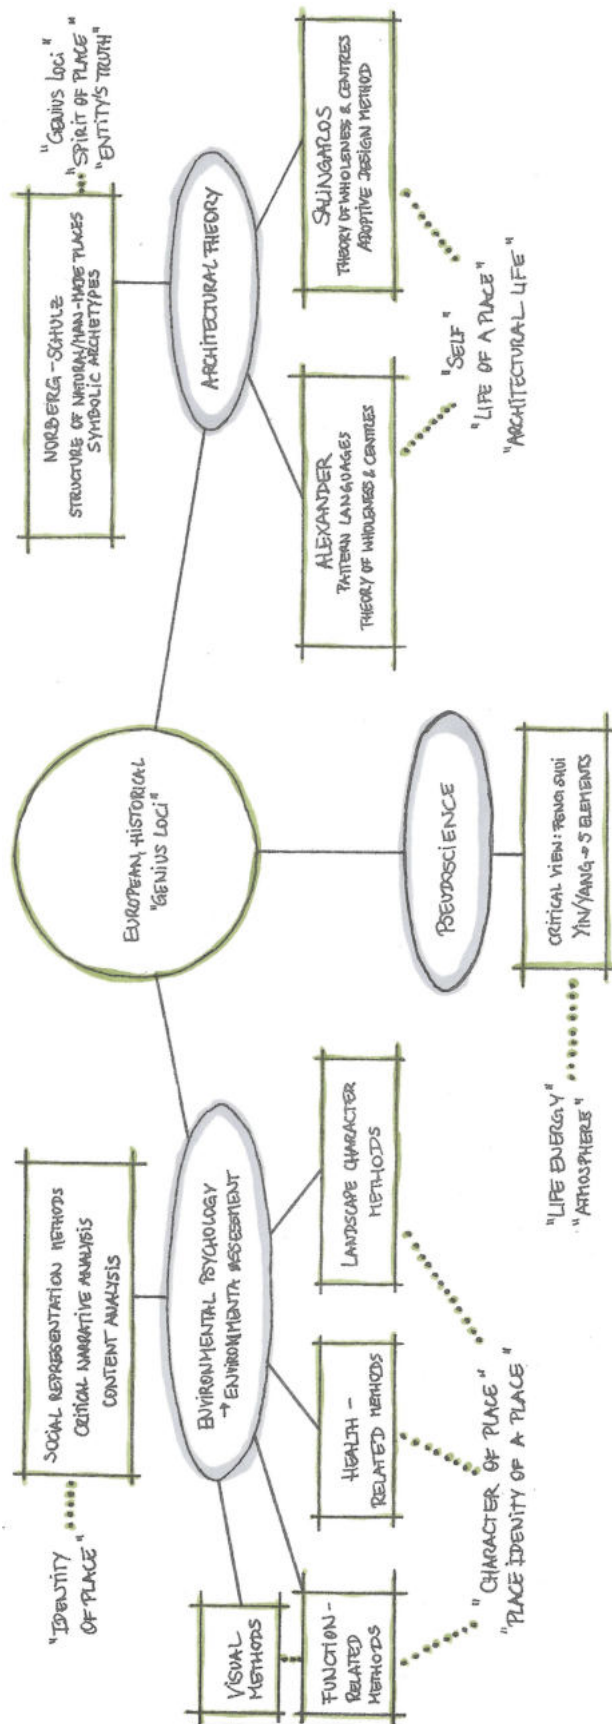 "IDENTITY
OF PLACE"
SOCIAL REPRESENTATION METHODS
CRITICAL NARRATIVE ANALYSIS
CONTENT ANALYSIS
VISUAL
METHODS
ENVIRONMENTAL PSYCHOLOGY
→ ENVIRONMENTA ASSESSMENT
FUNCTION-
RELATED
METHODS
HEALTH -
RELATED METHODS
LANDSCAPE CHARACTER
METHODS
"CHARACTER OF PLACE"
"PLACE IDENITY OF A PLACE"
EUROPEAN, HISTORICAL
"GENIUS LOCI"
PSEUDOSCIENCE
CRITICAL VIEW: FENG SHUI
YIN/YANG → 5 ELEMENTS
"LIFE ENERGY"
"ATMOSPHERE"
NORBERG-SCHULZ
STRUCTURE OF NATURAL/MAN-MADE PLACES
SYMBOLIC ARCHETYPES
"GENIUS LOCI"
"SPIRIT OF PLACE"
"ENTITY'S TRUTH"
ARCHITECTURAL THEORY
ALEXANDER
PATTERN LANGUAGES
THEORY OF WHOLENESS & CENTRES
SALINGAROS
THEORY OF WHOLENESS & CENTRES
ADOPTIVE DESIGN METHOD
"SELF"
"LIFE OF A PLACE"
"ARCHITECTURAL LIFE"